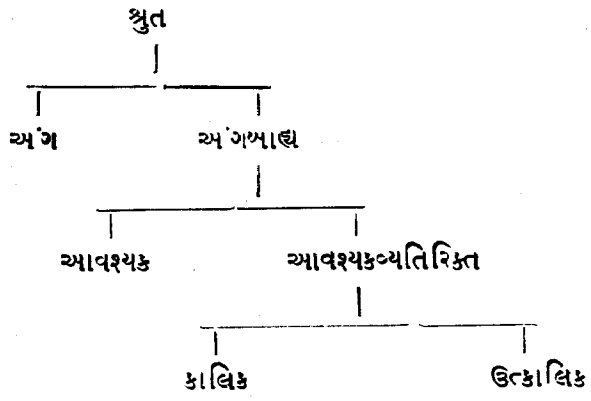 શ્રુત
અંગ અંગબાહ્ય
આવશ્યક આવશ્યકવ્યતિરિક્ત
કાલિક ઉત્કાલિક